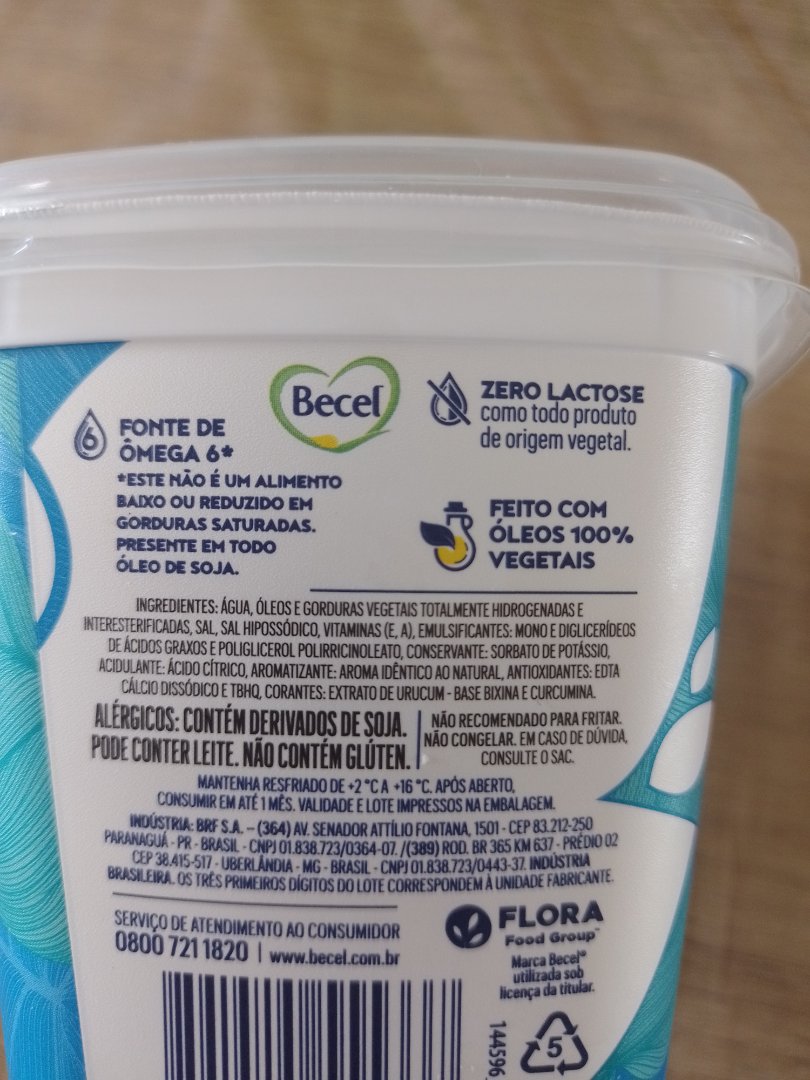 Becel
6
FONTE DE
ÔMEGA 6*
*ESTE NÃO É UM ALIMENTO
BAIXO OU REDUZIDO EM
GORDURAS SATURADAS.
PRESENTE EM TODO
ÓLEO DE SOJA.
ZERO LACTOSE
como todo produto
de origem vegetal.
FEITO COM
ÓLEOS 100%
VEGETAIS
INGREDIENTES: ÁGUA, ÓLEOS E GORDURAS VEGETAIS TOTALMENTE HIDROGENADAS E
INTERESTERIFICADAS, SAL, SAL HIPOSSÓDICO, VITAMINAS (E, A), EMULSIFICANTES: MONO E DIGLICERÍDEOS
DE ÁCIDOS GRAXOS E POLIGLICEROL POLIRRICINOLEATO, CONSERVANTE: SORBATO DE POTÁSSIO,
ACIDULANTE: ÁCIDO CÍTRICO, AROMATIZANTE: AROMA IDÊNTICO AO NATURAL, ANTIOXIDANTES: EDTA
CÁLCIO DISSÓDICO E TBHQ, CORANTES: EXTRATO DE URUCUM - BASE BIXINA E CURCUMINA.
ALÉRGICOS: CONTÉM DERIVADOS DE SOJA.
PODE CONTER LEITE. NÃO CONTÉM GLÚTEN.
NÃO RECOMENDADO PARA FRITAR.
NÃO CONGELAR. EM CASO DE DÚVIDA,
CONSULTE O SAC.
MANTENHA RESFRIADO DE +2 °C A +16 °C. APÓS ABERTO,
CONSUMIR EM ATÉ 1 MÊS. VALIDADE E LOTE IMPRESSOS NA EMBALAGEM.
INDÚSTRIA: BRF S.A. – (364) AV. SENADOR ATTÍLIO FONTANA, 1501 - CEP 83.212-250
PARANAGUÁ - PR - BRASIL - CNPJ 01.838.723/0364-07. /(389) ROD. BR 365 KM 637 - PRÉDIO 02
CEP 38.415-517 - UBERLÂNDIA - MG - BRASIL - CNPJ 01.838.723/0443-37. INDÚSTRIA
BRASILEIRA. OS TRÊS PRIMEIROS DÍGITOS DO LOTE CORRESPONDEM À UNIDADE FABRICANTE.
SERVIÇO DE ATENDIMENTO AO CONSUMIDOR
0800 721 1820 | www.becel.com.br
FLORA
Food Group™
Marca Becel®
utilizada sob
licença da titular.
144596
5